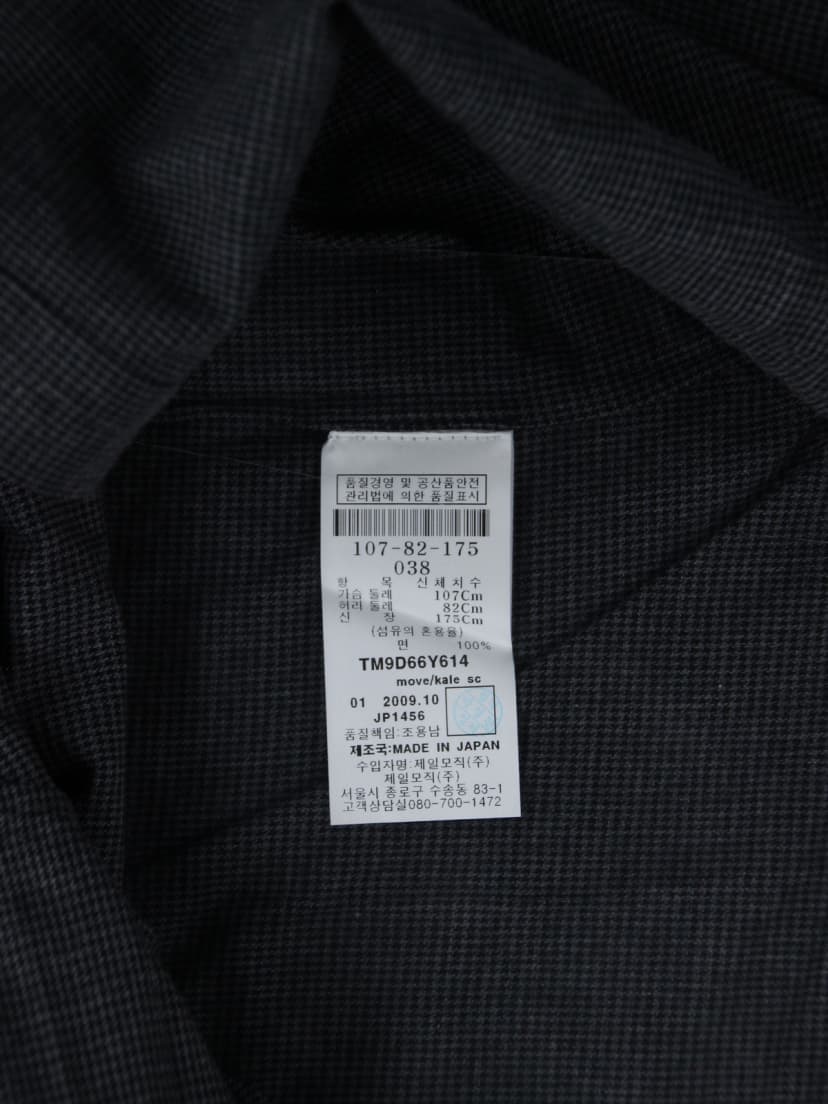 품질경영 및 공산품안전
관리법에 의한 품질표시
107-82-175
038
항 목 신체치수
가슴 둘레 107Cm
허리 둘레 82Cm
신 장 175Cm
(섬유의 혼용율)
면 100%
TM9D66Y614
move/kale sc
01 2009.10
JP1456
품질책임:조용남
제조국:MADE IN JAPAN
수입자명:제일모직(주)
제일모직(주)
서울시 종로구 수송동 83-1
고객상담실080-700-1472